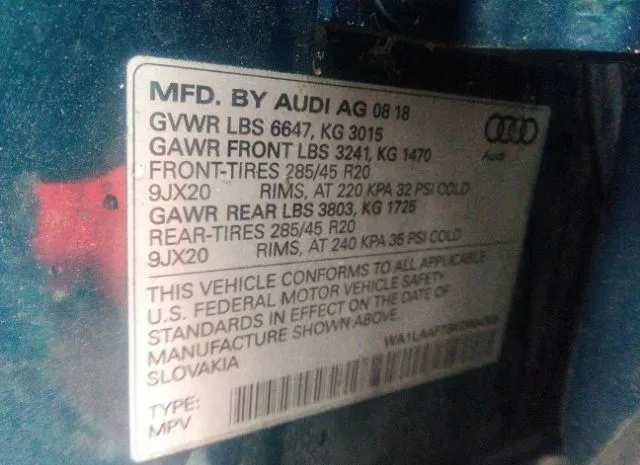 MFD. BY AUDI AG 08 18
GVWR LBS 6647, KG 3015
GAWR FRONT LBS 3241, KG 1470
FRONT-TIRES 285/45 R20
9JX20 RIMS, AT 220 KPA 32 PSI COLD
GAWR REAR LBS 3803, KG 1725
REAR-TIRES 285/45 R20
9JX20 RIMS, AT 240 KPA 35 PSI COLD
Audi
THIS VEHICLE CONFORMS TO ALL APPLICABLE
U.S. FEDERAL MOTOR VEHICLE SAFETY
STANDARDS IN EFFECT ON THE DATE OF
MANUFACTURE SHOWN ABOVE.
SLOVAKIA
TYPE:
MPV